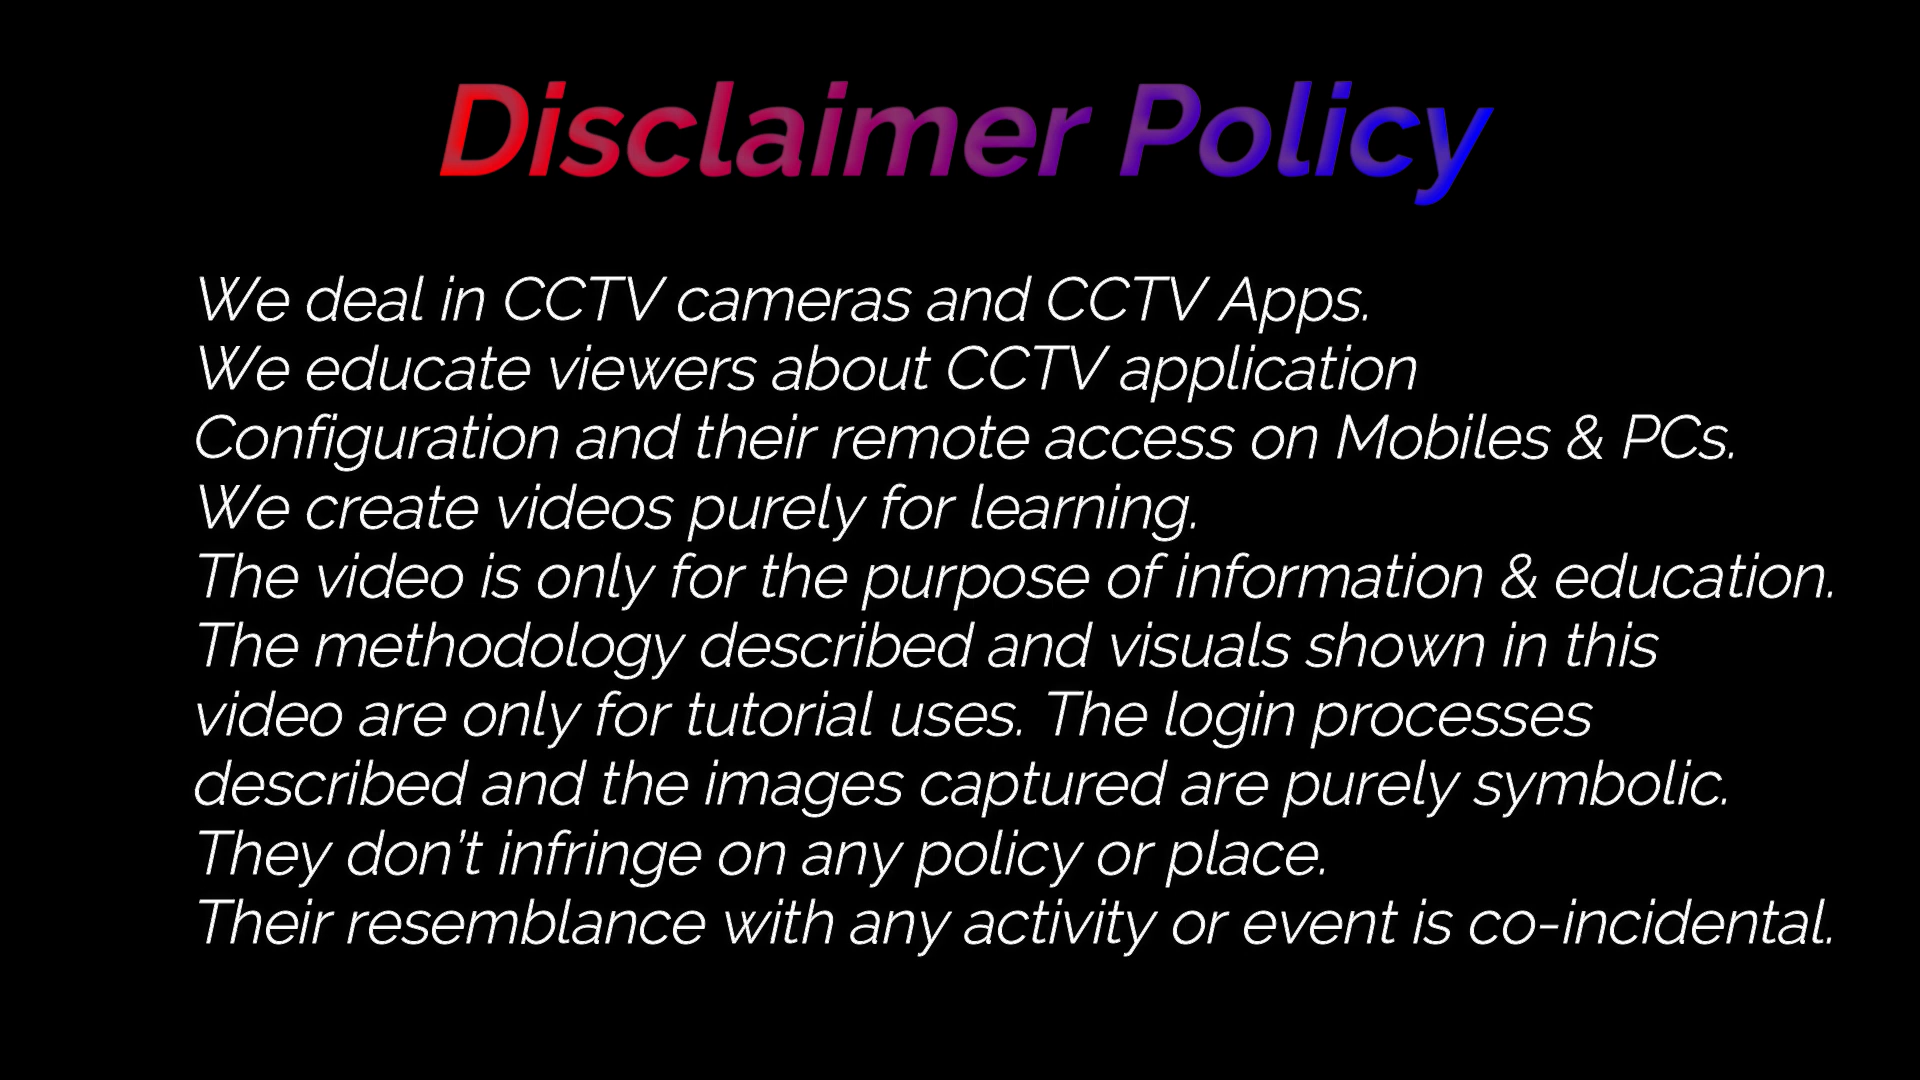 Disclaimer Policy
We deal in CCTV cameras and CCTV Apps.
We educate viewers about CCTV application
Configuration and their remote access on Mobiles & PCs.
We create videos purely for learning.
The video is only for the purpose of information & education.
The methodology described and visuals shown in this
video are only for tutorial uses. The login processes
described and the images captured are purely symbolic.
They don’t infringe on any policy or place.
Their resemblance with any activity or event is co-incidental.